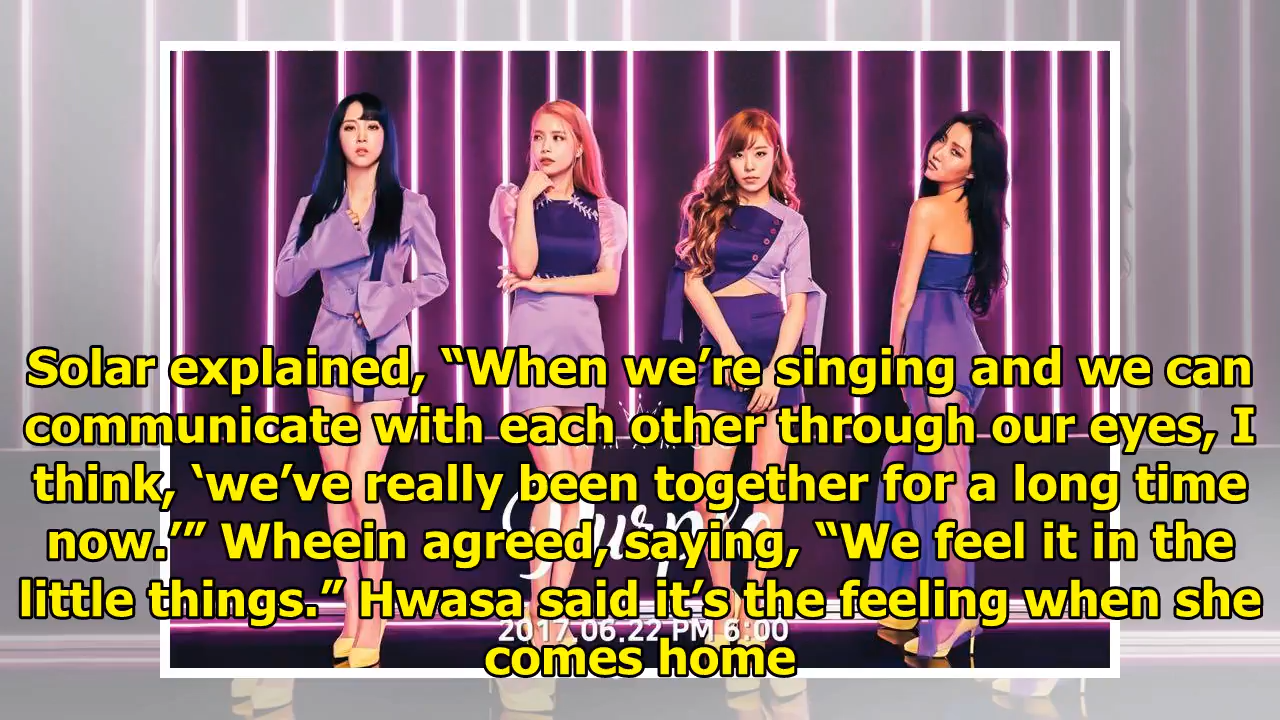 Solar explained, “When we’re singing and we can
communicate with each other through our eyes, I
think, ‘we’ve really been together for a long time
now.’” Wheein agreed, saying, “We feel it in the
little things.” Hwasa said it’s the feeling when she
comes home
Purple
2017.06.22 PM 6:00